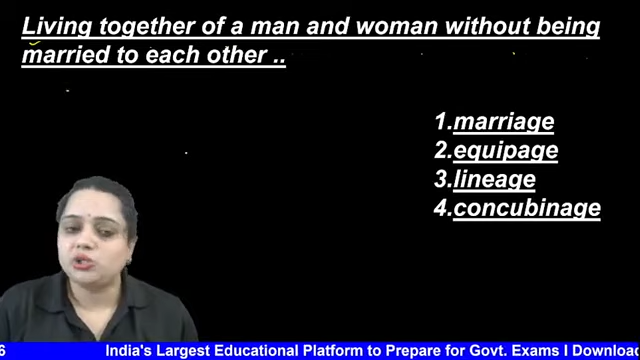 Living together of a man and woman without being
married to each other ..
1.marriage
2.equipage
3.lineage
4.concubinage
6 India's Largest Educational Platform to Prepare for Govt. Exams I Download